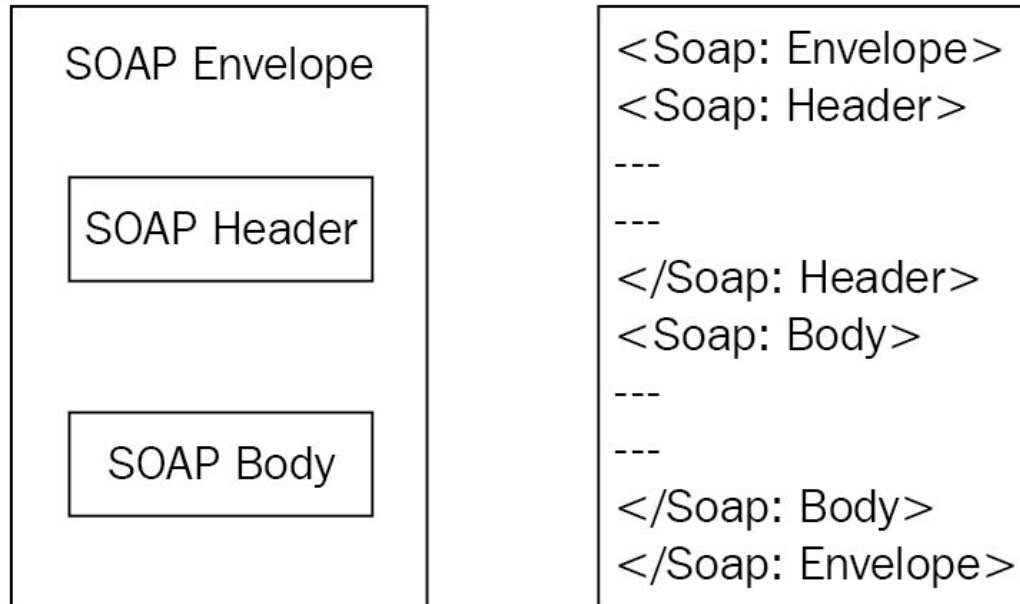 SOAP Envelope
SOAP Header
SOAP Body
<Soap: Envelope>
<Soap: Header>
---
---
</Soap: Header>
<Soap: Body>
---
---
</Soap: Body>
</Soap: Envelope>